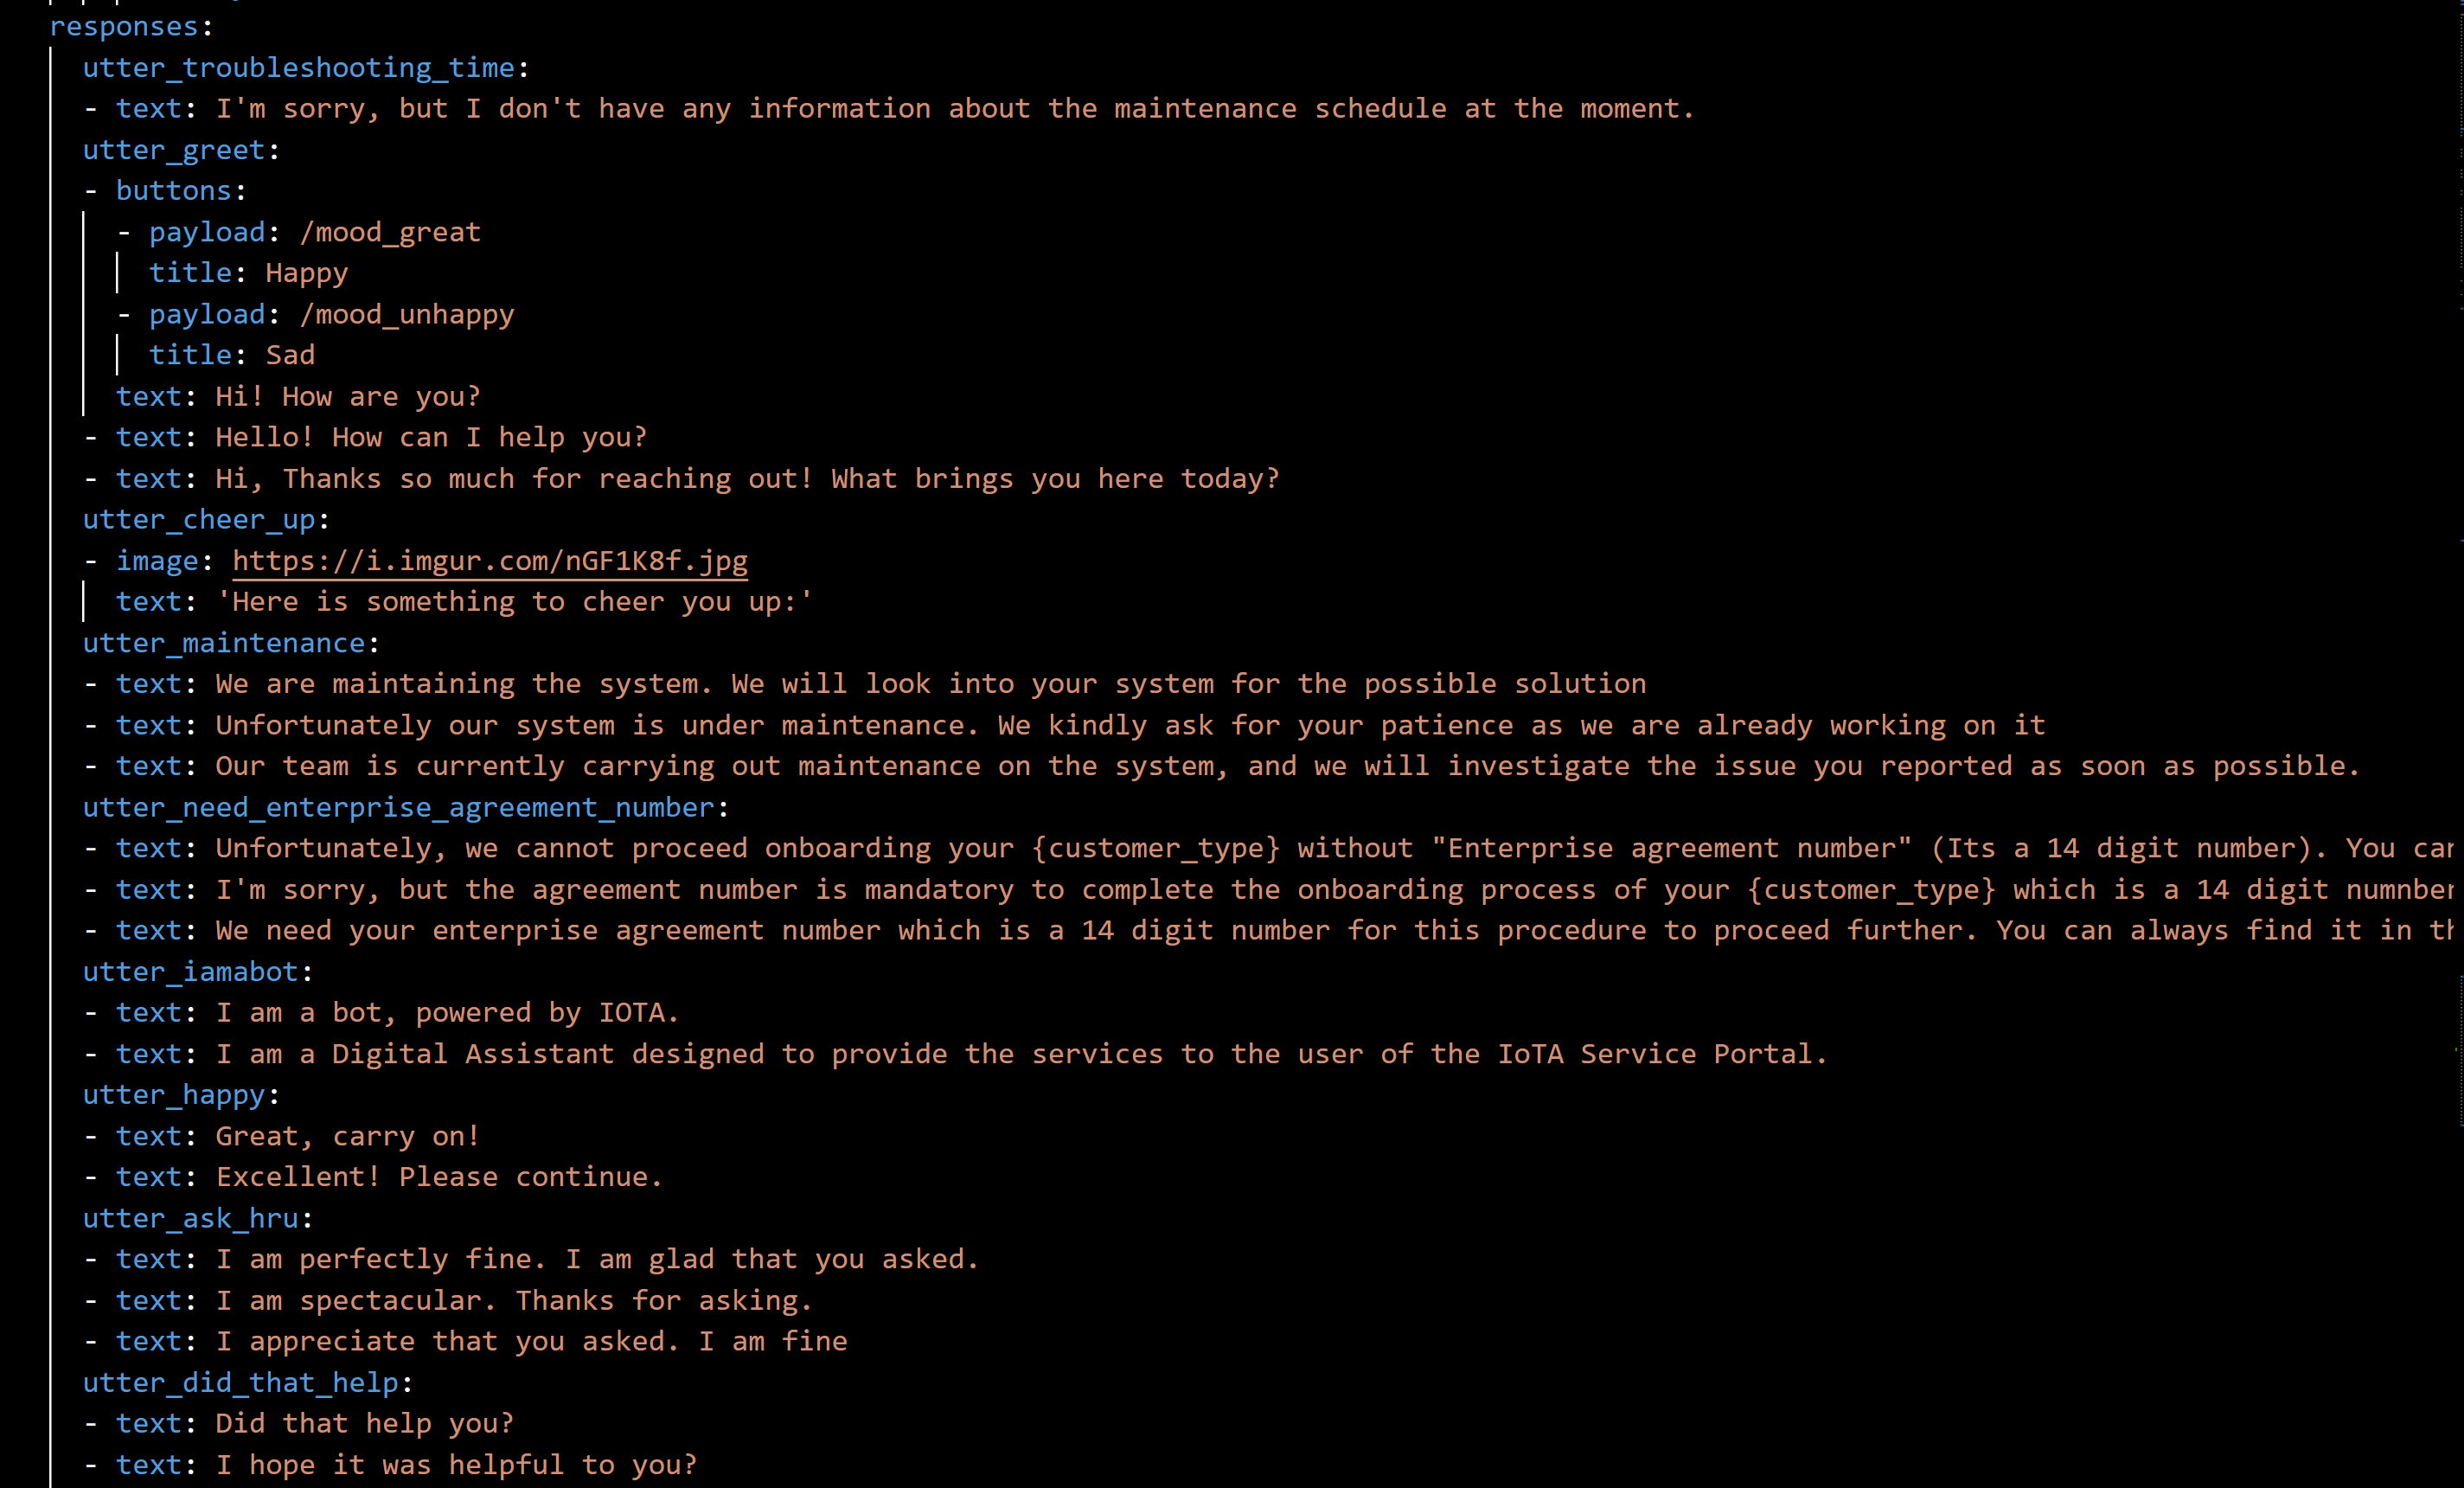 responses:
utter_troubleshooting_time:
- text: I'm sorry, but I don't have any information about the maintenance schedule at the moment.
utter_greet:
- buttons:
- payload: /mood_great
title: Happy
- payload: /mood_unhappy
title: Sad
text: Hi! How are you?
- text: Hello! How can I help you?
- text: Hi, Thanks so much for reaching out! What brings you here today?
utter_cheer_up:
- image: https://i.imgur.com/nGF1K8f.jpg
text: 'Here is something to cheer you up:'
utter_maintenance:
- text: We are maintaining the system. We will look into your system for the possible solution
- text: Unfortunately our system is under maintenance. We kindly ask for your patience as we are already working on it
- text: Our team is currently carrying out maintenance on the system, and we will investigate the issue you reported as soon as possible.
utter_need_enterprise_agreement_number:
- text: Unfortunately, we cannot proceed onboarding your {customer_type} without "Enterprise agreement number" (Its a 14 digit number). You can
- text: I'm sorry, but the agreement number is mandatory to complete the onboarding process of your {customer_type} which is a 14 digit numnber
- text: We need your enterprise agreement number which is a 14 digit number for this procedure to proceed further. You can always find it in
utter_iamabot:
- text: I am a bot, powered by IOTA.
- text: I am a Digital Assistant designed to provide the services to the user of the IoTA Service Portal.
utter_happy:
- text: Great, carry on!
- text: Excellent! Please continue.
utter_ask_hru:
- text: I am perfectly fine. I am glad that you asked.
- text: I am spectacular. Thanks for asking.
- text: I appreciate that you asked. I am fine
utter_did_that_help:
- text: Did that help you?
- text: I hope it was helpful to you?